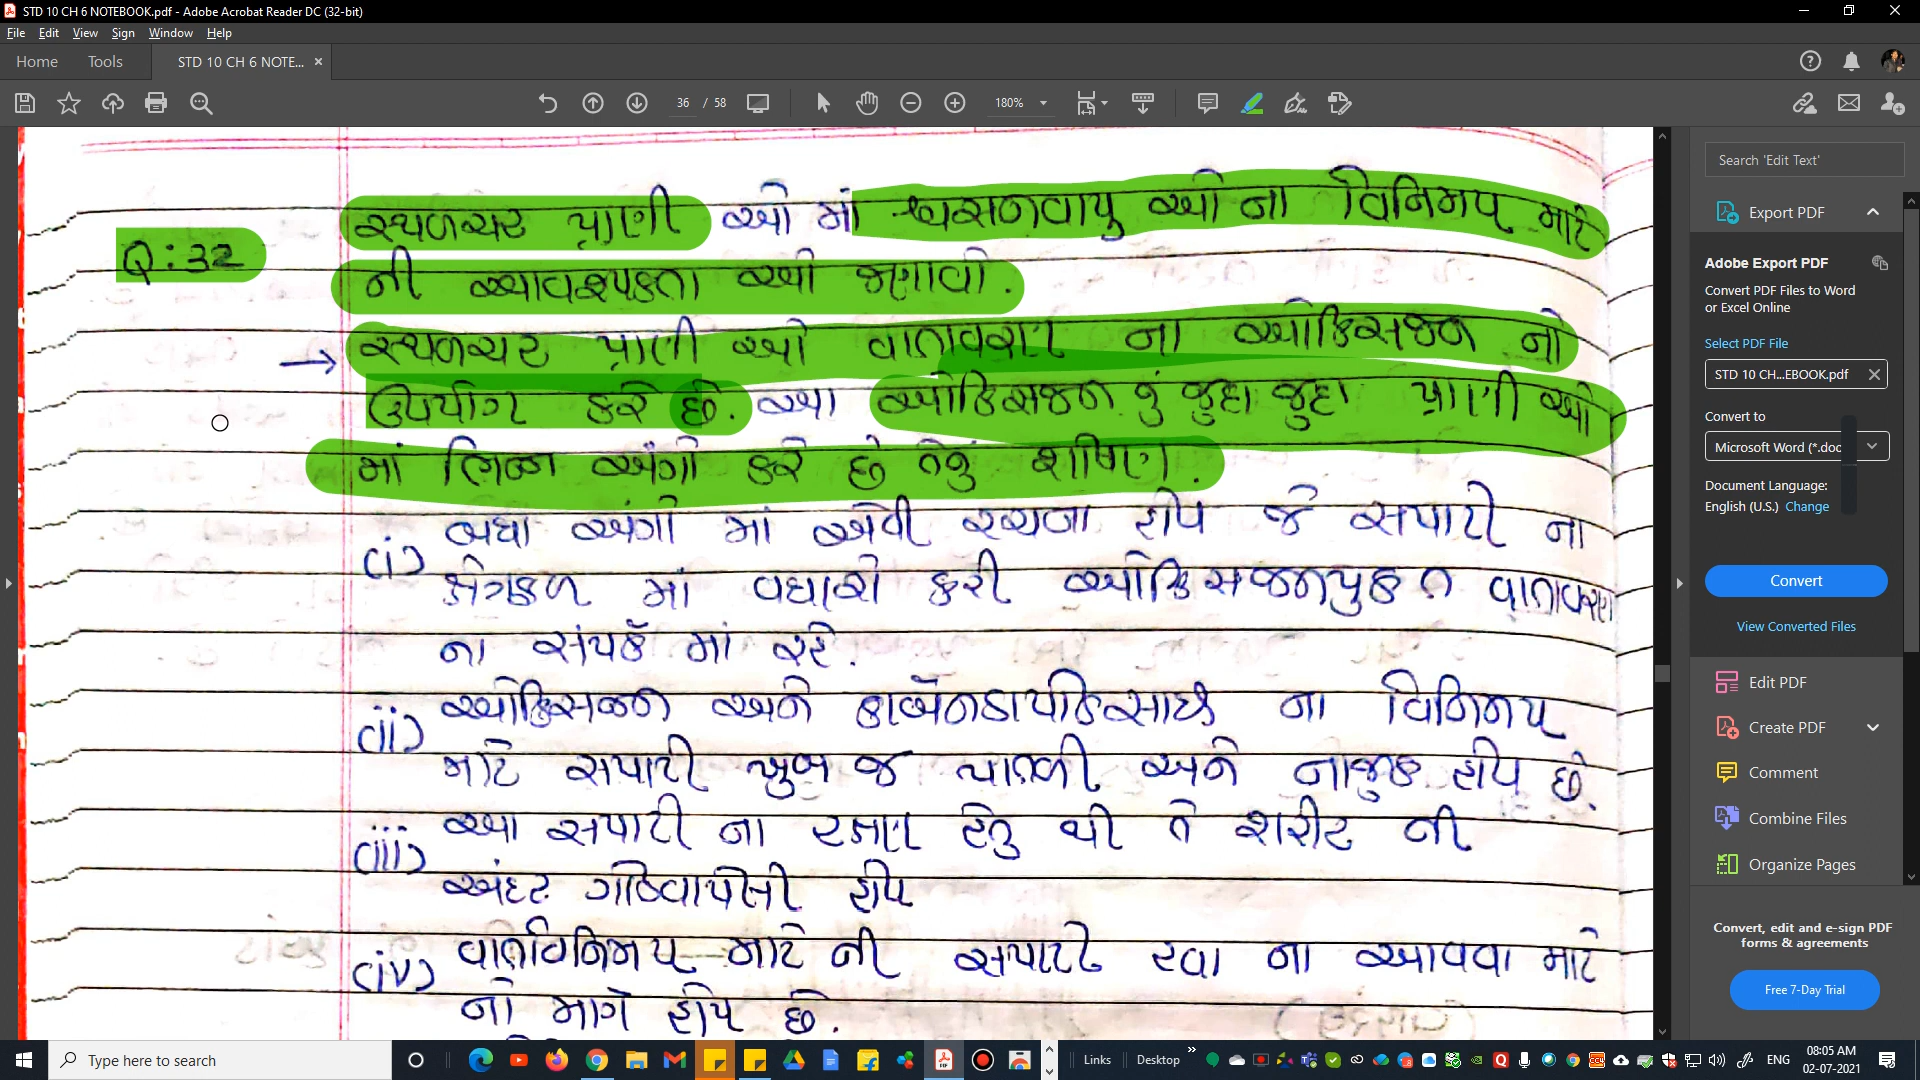 STD 10 CH 6 NOTEBOOK.pdf - Adobe Acrobat Reader DC (32-bit)
File Edit View Sign Window Help
Home Tools STD 10 CH 6 NOTE... ×
36 / 58 180%
Search 'Edit Text'
Q:32 સ્થળચર પ્રાણી ઓ માં શ્વસનવાયુ ઓ ના વિનિમય માટે
ની આવશ્યકતા ઓ જણાવો.
→ સ્થળચર પ્રાણી ઓ વાતાવરણ ના ઓક્સિજન નો
ઉપયોગ કરે છે. આ ઓક્સિજન નું જુદા જુદા પ્રાણી ઓ
માં ભિન્ન અંગો કરે છે તેનું શોષણ.
(i) બધા અંગો માં એવી રચના હોય જે સપાટી ના
ક્ષેત્રફળ માં વધારો કરી ઓક્સિજનયુક્ત વાતાવરણ
ના સંપર્ક માં રહે.
(ii) ઓક્સિજન અને કાર્બનડાયોક્સાઇડ ના વિનિમય
માટે સપાટી ખુબ જ પાતળી અને નાજુક હોય છે.
(iii) આ સપાટી ના રક્ષણ હેતુ થી તે શરીર ની
અંદર ગોઠવાયેલી હોય
(iv) વાતવિનિમય માટે ની સપાટી હવા ના આવવા માટે
નો માર્ગ હોય છે.
Export PDF
Adobe Export PDF
Convert PDF Files to Word
or Excel Online
Select PDF File
STD 10 CH...EBOOK.pdf ×
Convert to
Microsoft Word (*.doc
Document Language:
English (U.S.) Change
Convert
View Converted Files
Edit PDF
Create PDF
Comment
Combine Files
Organize Pages
Convert, edit and e-sign PDF
forms & agreements
Free 7-Day Trial
Type here to search
Links Desktop » ENG 08:05 AM
02-07-2021